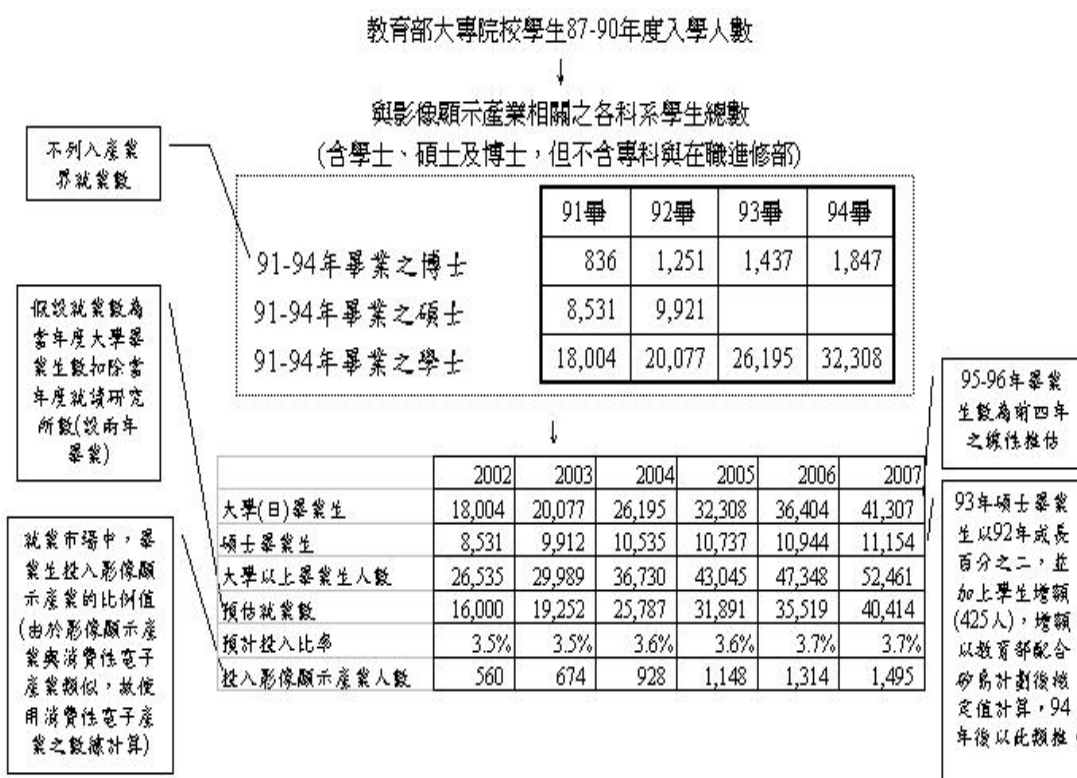 教育部大專院校學生87-90年度入學人數
↓
與影像顯示產業相關之各科系學生總數
(含學士、碩士及博士，但不含專科與在職進修部)
不列入產業
界就業數
91畢 92畢 93畢 94畢
91-94年畢業之博士 836 1,251 1,437 1,847
91-94年畢業之碩士 8,531 9,921
91-94年畢業之學士 18,004 20,077 26,195 32,308
↓
假設就業數為
當年度大學畢
業生數扣除當
年度就讀研究
所數(設兩年
畢業)
95-96年畢業
生數為前四年
之線性推估
2002 2003 2004 2005 2006 2007
大學(日)畢業生 18,004 20,077 26,195 32,308 36,404 41,307
碩士畢業生 8,531 9,912 10,535 10,737 10,944 11,154
大學以上畢業生人數 26,535 29,989 36,730 43,045 47,348 52,461
預估就業數 16,000 19,252 25,787 31,891 35,519 40,414
預計投入比率 3.5% 3.5% 3.6% 3.6% 3.7% 3.7%
投入影像顯示產業人數 560 674 928 1,148 1,314 1,495
就業市場中，畢
業生投入影像顯
示產業的比例值
(由於影像顯示產
業與消費性電子
產業類似，故使
用消費性電子產
業之數據計算)
93年碩士畢業
生以92年成長
百分之二，並
加上學生增額
(425人)，增額
以教育部配合
矽島計劃後核
定值計算，94
年後以此類推